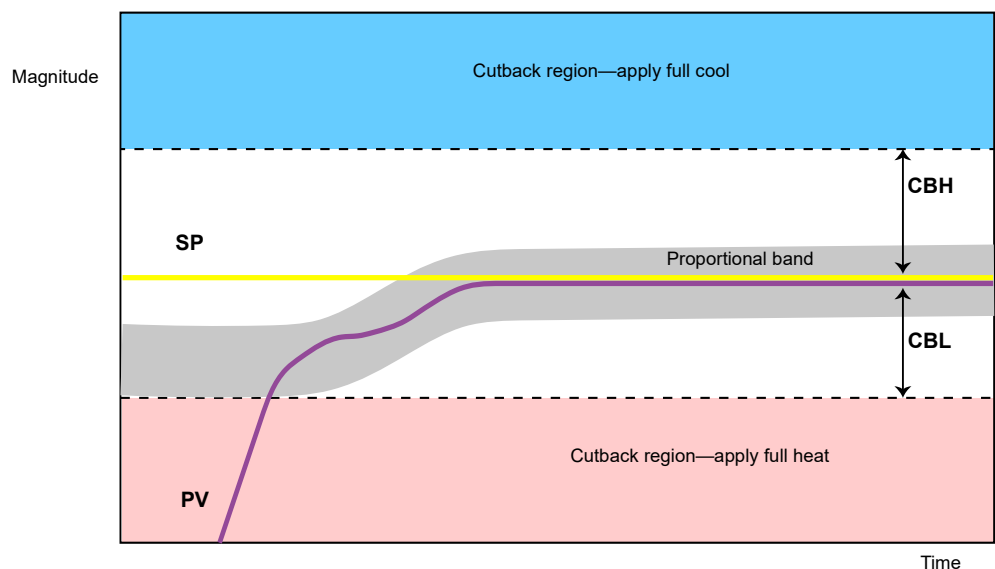 Cutback region—apply full cool
Magnitude
CBH
SP
Proportional band
CBL
Cutback region—apply full heat
PV
Time